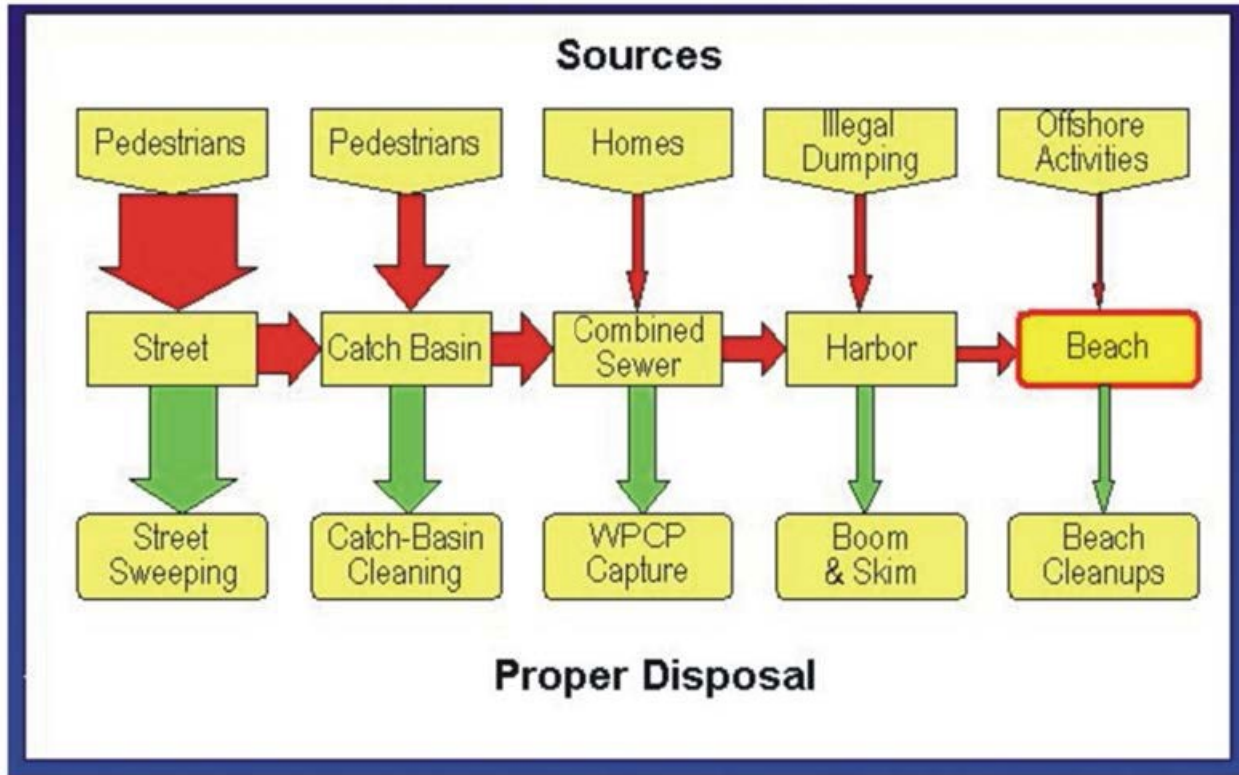 Sources
Pedestrians
Pedestrians
Homes
Illegal
Dumping
Offshore
Activities
Street
Catch Basin
Combined
Sewer
Harbor
Beach
Street
Sweeping
Catch-Basin
Cleaning
WPCP
Capture
Boom
& Skim
Beach
Cleanups
Proper Disposal